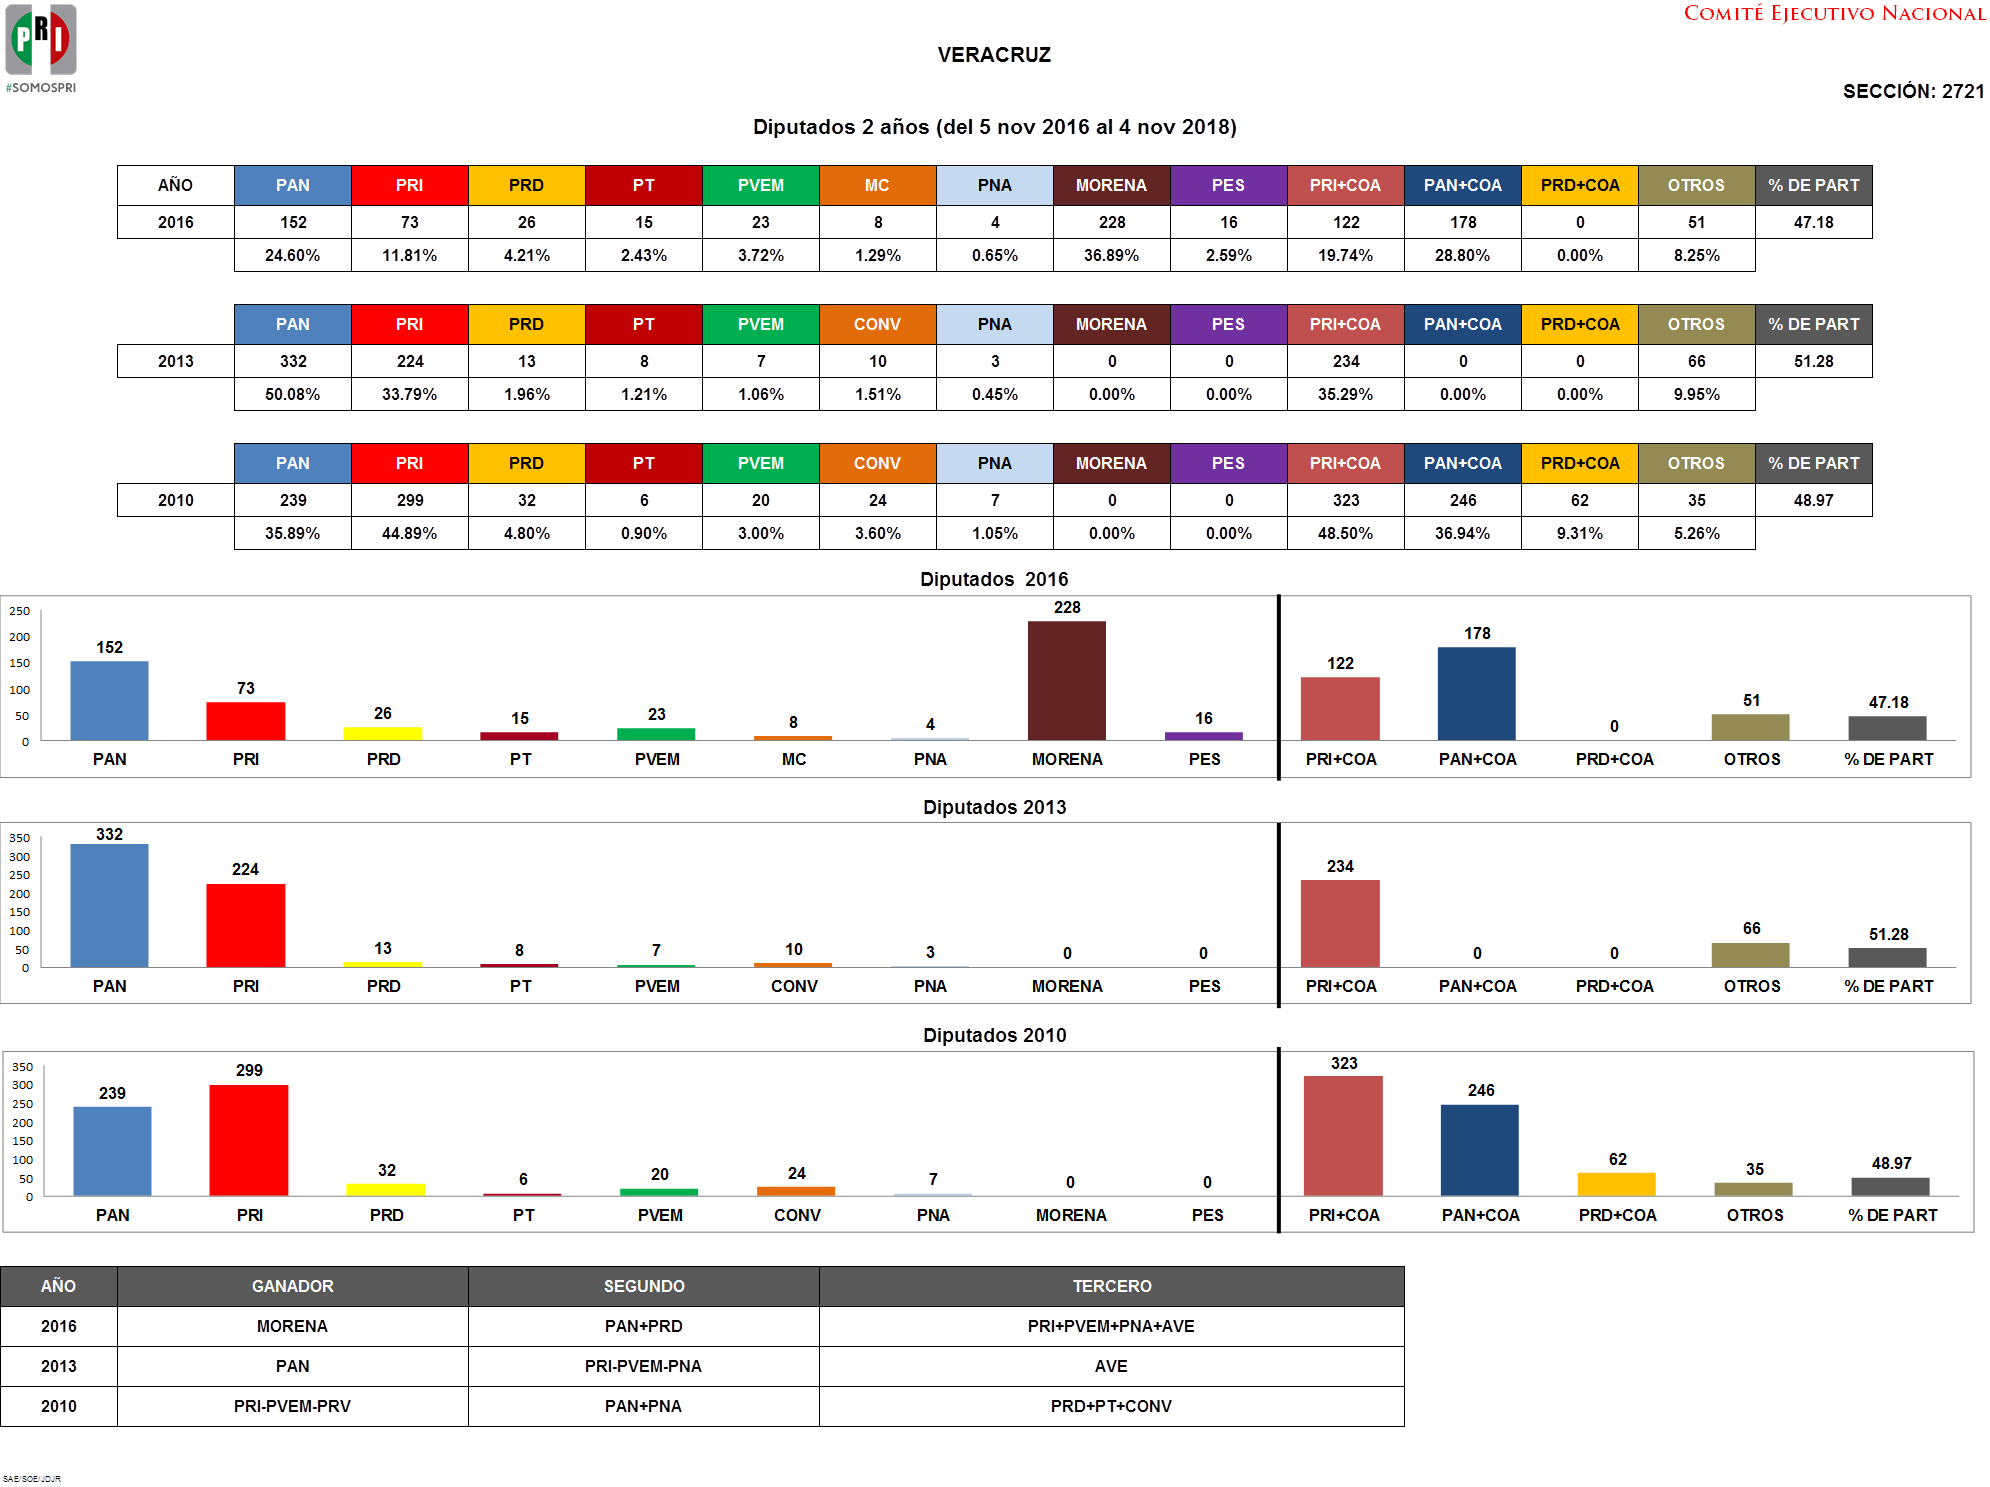 PRI
#SOMOSPRI
COMITÉ EJECUTIVO NACIONAL
VERACRUZ
SECCIÓN: 2721
Diputados 2 años (del 5 nov 2016 al 4 nov 2018)
AÑO PAN PRI PRD PT PVEM MC PNA MORENA PES PRI+COA PAN+COA PRD+COA OTROS % DE PART
2016 152 73 26 15 23 8 4 228 16 122 178 0 51 47.18
24.60% 11.81% 4.21% 2.43% 3.72% 1.29% 0.65% 36.89% 2.59% 19.74% 28.80% 0.00% 8.25%
PAN PRI PRD PT PVEM CONV PNA MORENA PES PRI+COA PAN+COA PRD+COA OTROS % DE PART
2013 332 224 13 8 7 10 3 0 0 234 0 0 66 51.28
50.08% 33.79% 1.96% 1.21% 1.06% 1.51% 0.45% 0.00% 0.00% 35.29% 0.00% 0.00% 9.95%
PAN PRI PRD PT PVEM CONV PNA MORENA PES PRI+COA PAN+COA PRD+COA OTROS % DE PART
2010 239 299 32 6 20 24 7 0 0 323 246 62 35 48.97
35.89% 44.89% 4.80% 0.90% 3.00% 3.60% 1.05% 0.00% 0.00% 48.50% 36.94% 9.31% 5.26%
Diputados 2016
250
200
150
100
50
0
152 73 26 15 23 8 4 228 16 122 178 0 51 47.18
PAN PRI PRD PT PVEM MC PNA MORENA PES PRI+COA PAN+COA PRD+COA OTROS % DE PART
Diputados 2013
350
300
250
200
150
100
50
0
332 224 13 8 7 10 3 0 0 234 0 0 66 51.28
PAN PRI PRD PT PVEM CONV PNA MORENA PES PRI+COA PAN+COA PRD+COA OTROS % DE PART
Diputados 2010
350
300
250
200
150
100
50
0
239 299 32 6 20 24 7 0 0 323 246 62 35 48.97
PAN PRI PRD PT PVEM CONV PNA MORENA PES PRI+COA PAN+COA PRD+COA OTROS % DE PART
AÑO GANADOR SEGUNDO TERCERO
2016 MORENA PAN+PRD PRI+PVEM+PNA+AVE
2013 PAN PRI-PVEM-PNA AVE
2010 PRI-PVEM-PRV PAN+PNA PRD+PT+CONV
SAE/SOE/JDJR